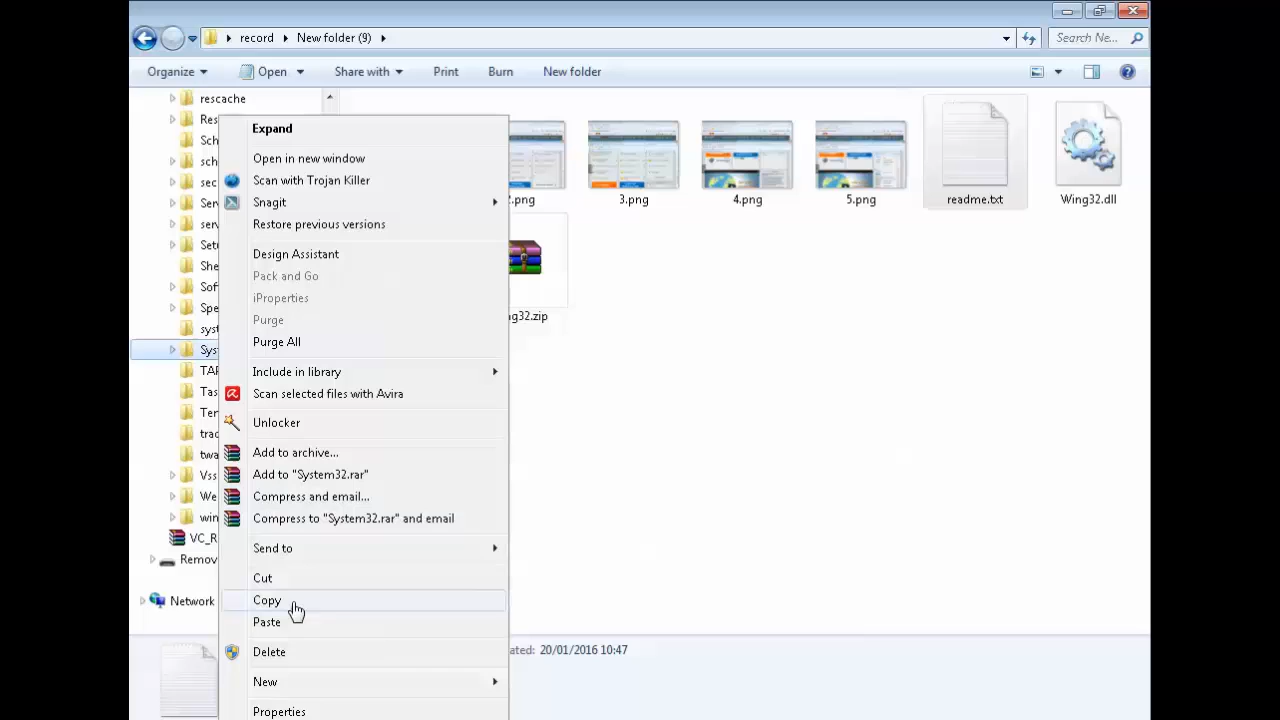 record New folder (9)
Search Ne...
Organize Open Share with Print Burn New folder
rescache
Res
Sch
sch
sec
Ser
serv
Setu
She
Sof
Spe
syst
Syst
TAP
Tas
Ten
trac
twa
Vss
We
win
VC_R
Remov
Network
Expand
Open in new window
Scan with Trojan Killer
Snagit
Restore previous versions
Design Assistant
Pack and Go
iProperties
Purge
Purge All
Include in library
Scan selected files with Avira
Unlocker
Add to archive...
Add to "System32.rar"
Compress and email...
Compress to "System32.rar" and email
Send to
Cut
Copy
Paste
Delete
New
Properties
2.png 3.png 4.png 5.png readme.txt Wing32.dll
ng32.zip
ated: 20/01/2016 10:47